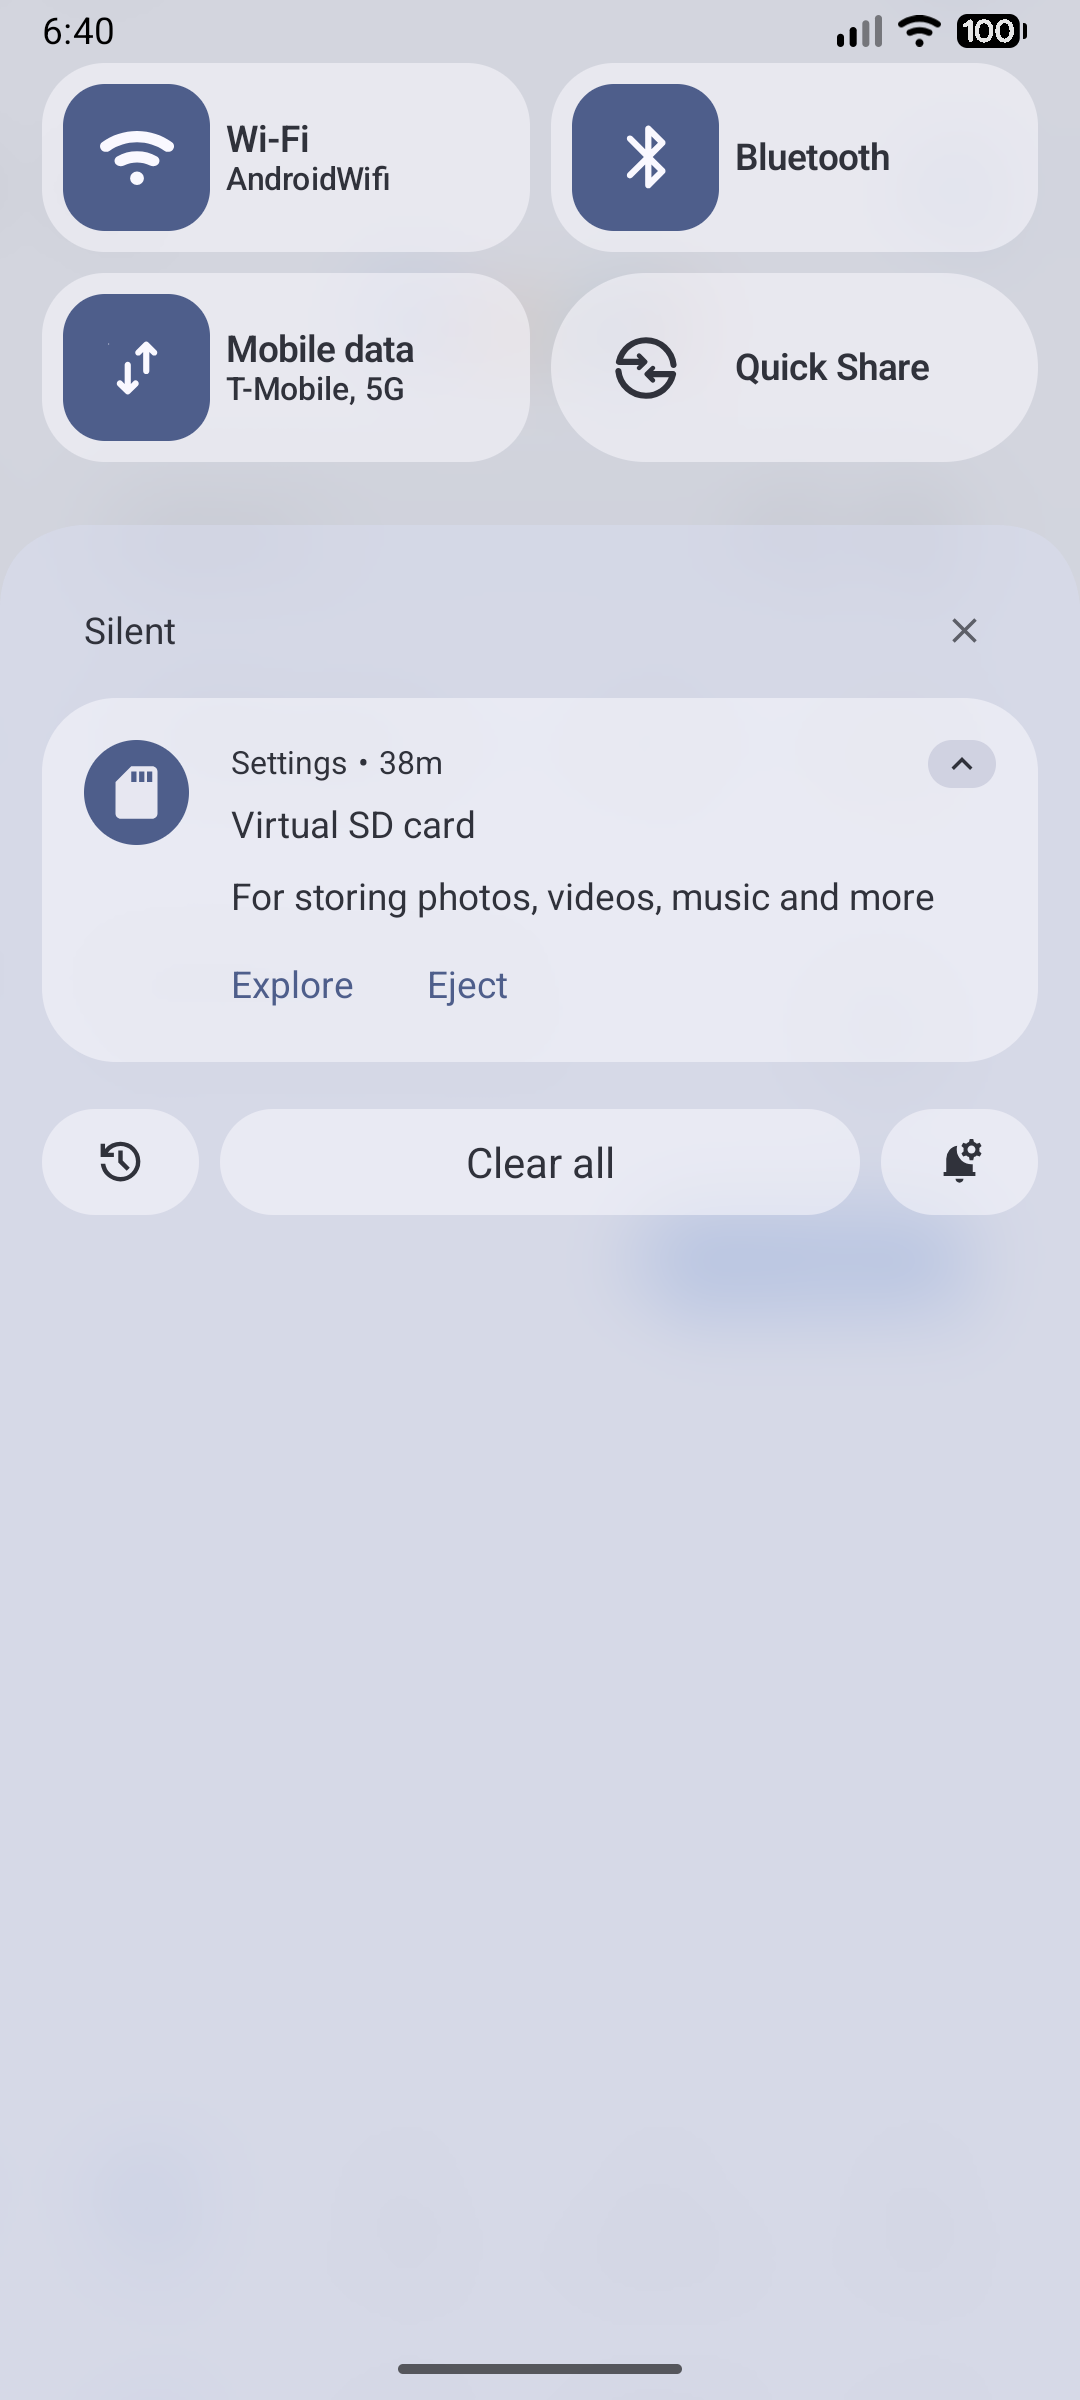 6:40
100
Wi-Fi
AndroidWifi
Bluetooth
Mobile data
T-Mobile, 5G
Quick Share
Silent
Settings • 38m
Virtual SD card
For storing photos, videos, music and more
Explore Eject
Clear all